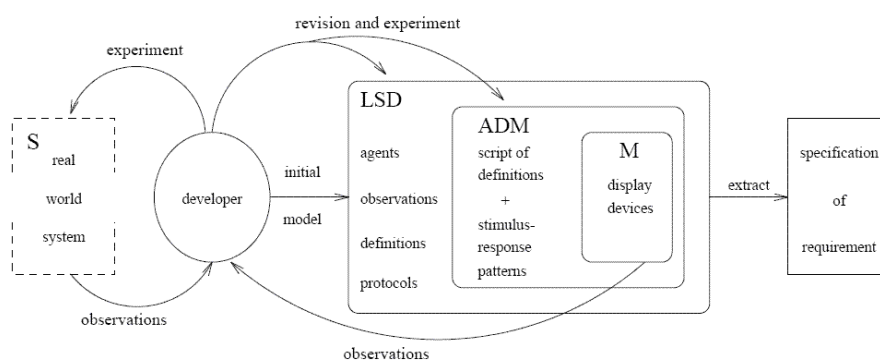 revision and experiment
experiment
S
real
world
system
observations
developer
initial
model
LSD
agents
observations
definitions
protocols
ADM
script of
definitions
+
stimulus-
response
patterns
M
display
devices
observations
extract
specification
of
requirement